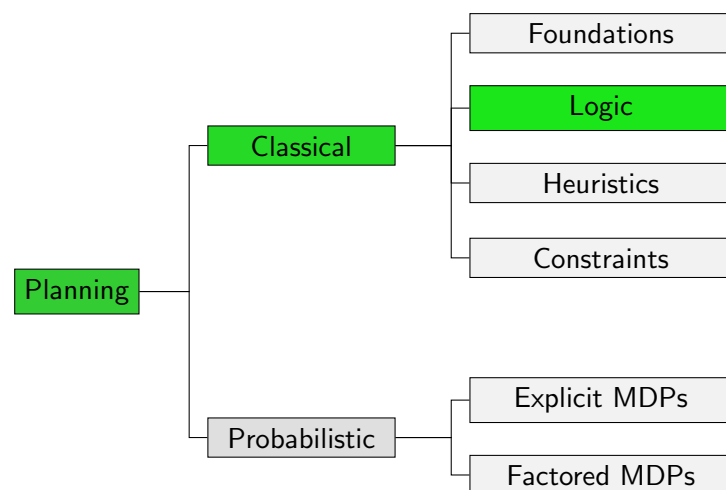 Foundations
Logic
Classical
Heuristics
Constraints
Planning
Explicit MDPs
Probabilistic
Factored MDPs